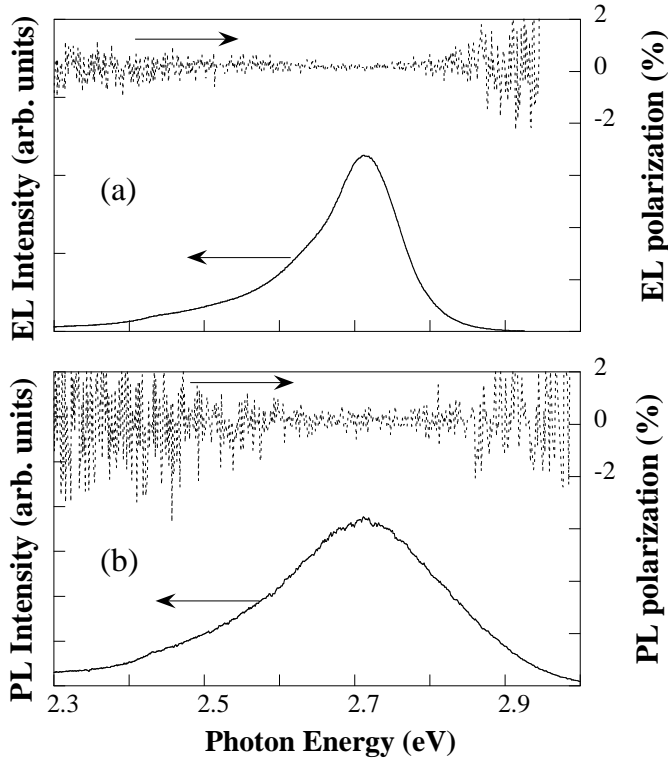 EL Intensity (arb. units)
(a)
2
0
-2
EL polarization (%)
PL Intensity (arb. units)
(b)
2
0
-2
PL polarization (%)
2.3 2.5 2.7 2.9
Photon Energy (eV)